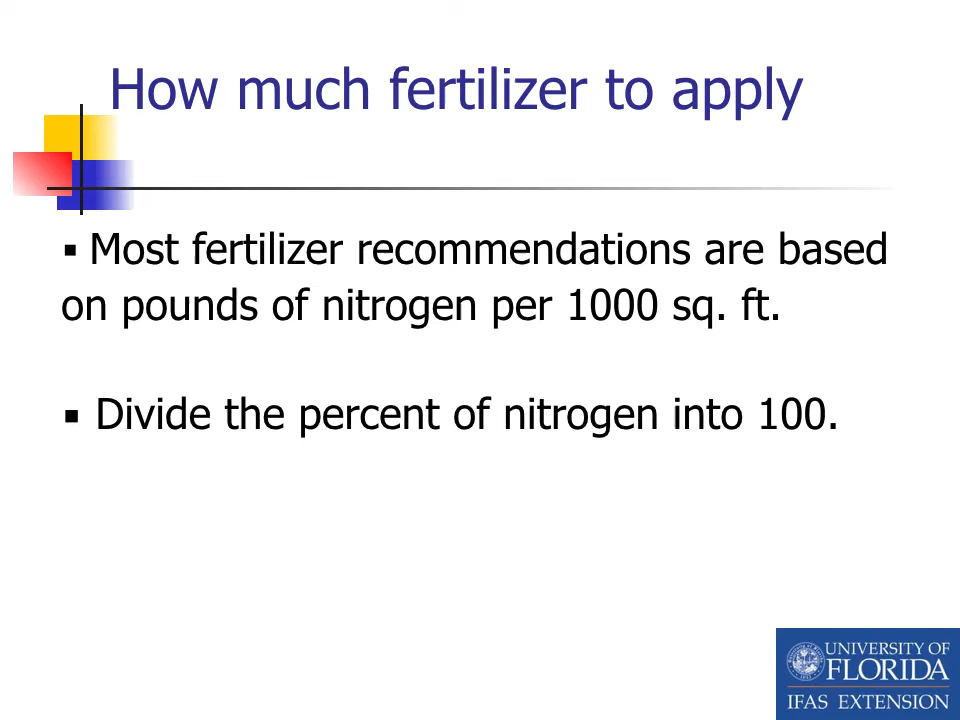 How much fertilizer to apply
▪ Most fertilizer recommendations are based
on pounds of nitrogen per 1000 sq. ft.
▪ Divide the percent of nitrogen into 100.
UNIVERSITY OF
FLORIDA
IFAS EXTENSION